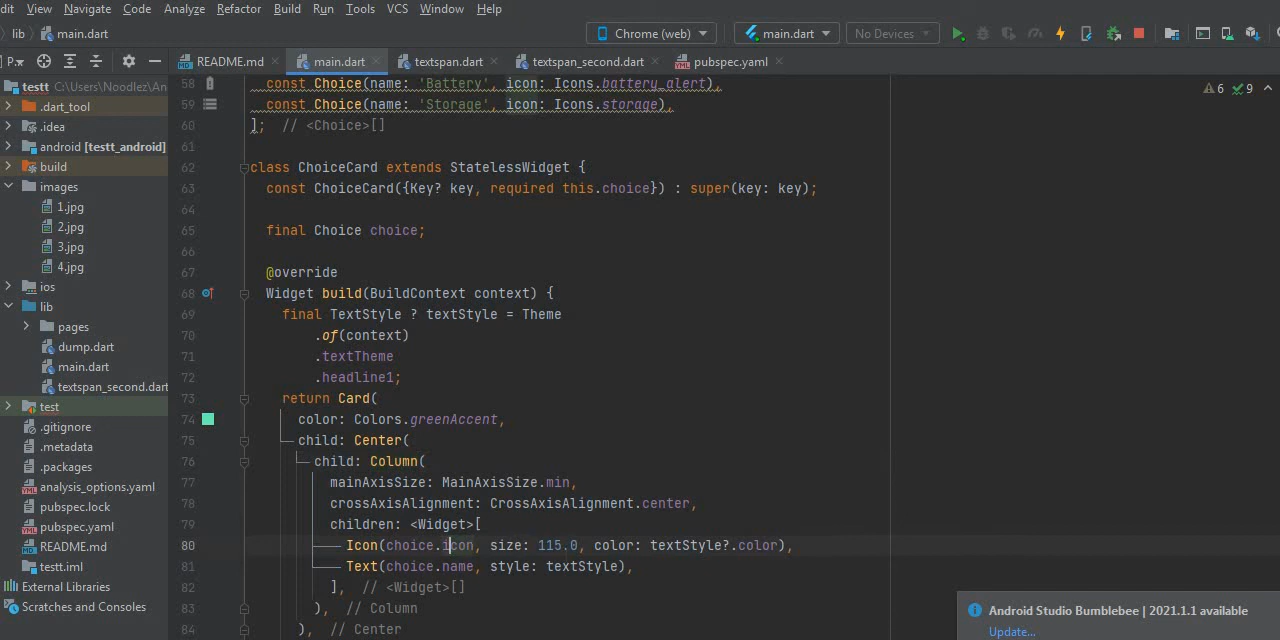 dit View Navigate Code Analyze Refactor Build Run Tools VCS Window Help
lib main.dart Chrome (web) main.dart No Devices
P... README.md main.dart textspan.dart textspan_second.dart pubspec.yaml
testt C:\Users\Noodlez\An
.dart_tool
.idea
android [testt_android]
build
images
1.jpg
2.jpg
3.jpg
4.jpg
ios
lib
pages
dump.dart
main.dart
textspan_second.dart
test
.gitignore
.metadata
.packages
analysis_options.yaml
pubspec.lock
pubspec.yaml
README.md
testt.iml
External Libraries
Scratches and Consoles
6 9
58 const Choice(name: 'Battery', icon: Icons.battery_alert),
59 const Choice(name: 'Storage', icon: Icons.storage),
60 ]; // <Choice>[]
61
62 class ChoiceCard extends StatelessWidget {
63 const ChoiceCard({Key? key, required this.choice}) : super(key: key);
64
65 final Choice choice;
66
67 @override
68 Widget build(BuildContext context) {
69 final TextStyle ? textStyle = Theme
70 .of(context)
71 .textTheme
72 .headline1;
73 return Card(
74 color: Colors.greenAccent,
75 child: Center(
76 child: Column(
77 mainAxisSize: MainAxisSize.min,
78 crossAxisAlignment: CrossAxisAlignment.center,
79 children: <Widget>[
80 Icon(choice.icon, size: 115.0, color: textStyle?.color),
81 Text(choice.name, style: textStyle),
82 ], // <Widget>[]
83 ), // Column
84 ), // Center
Android Studio Bumblebee | 2021.1.1 available
Update...